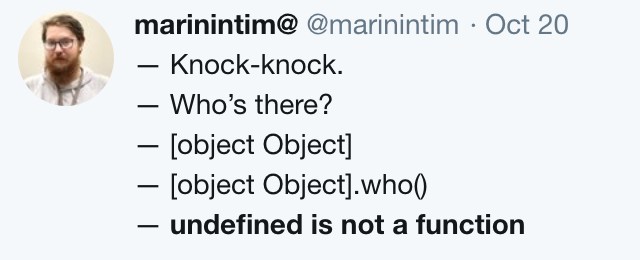 marinintim@ @marinintim · Oct 20
— Knock-knock.
— Who’s there?
— [object Object]
— [object Object].who()
— undefined is not a function